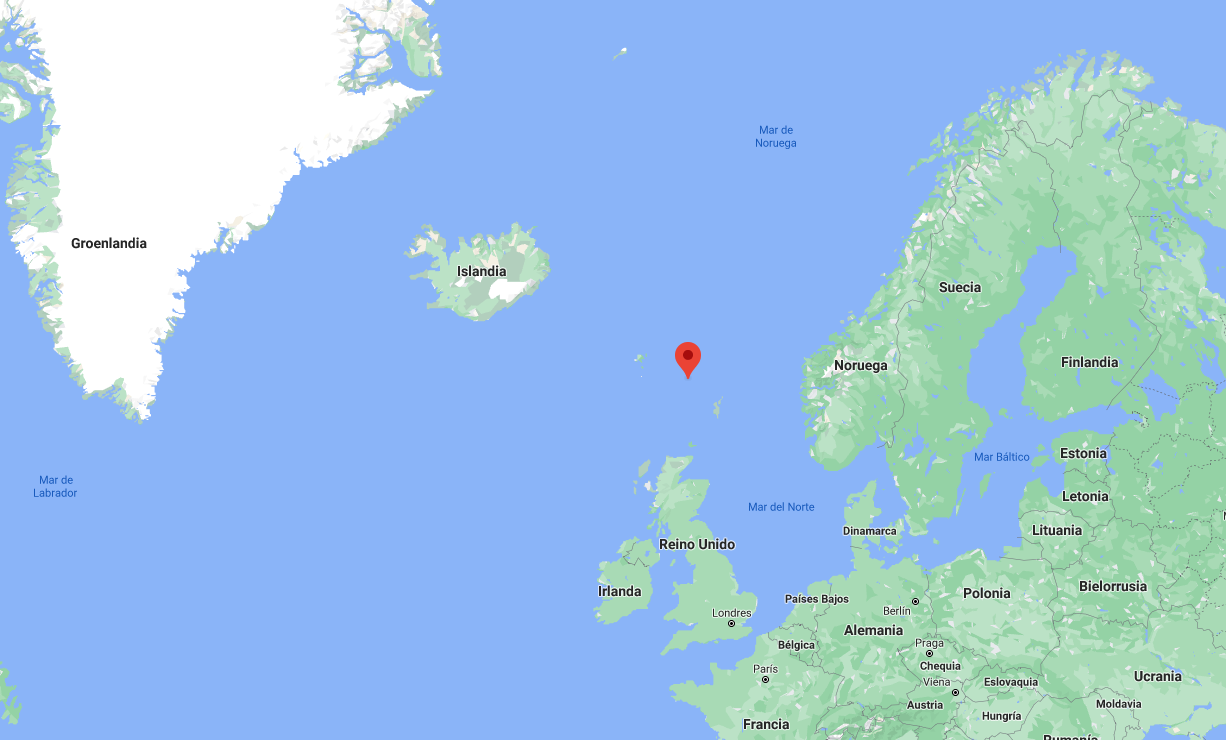 Mar de
Noruega
Groenlandia
Islandia
Suecia
Noruega
Finlandia
Mar de
Labrador
Mar Báltico
Estonia
Letonia
Mar del Norte
Dinamarca
Lituania
Reino Unido
Irlanda
Bielorrusia
Países Bajos
Polonia
Berlín
Londres
Alemania
Bélgica
Praga
Chequia
París
Ucrania
Viena
Eslovaquia
Austria
Moldavia
Hungría
Francia
Rumanía